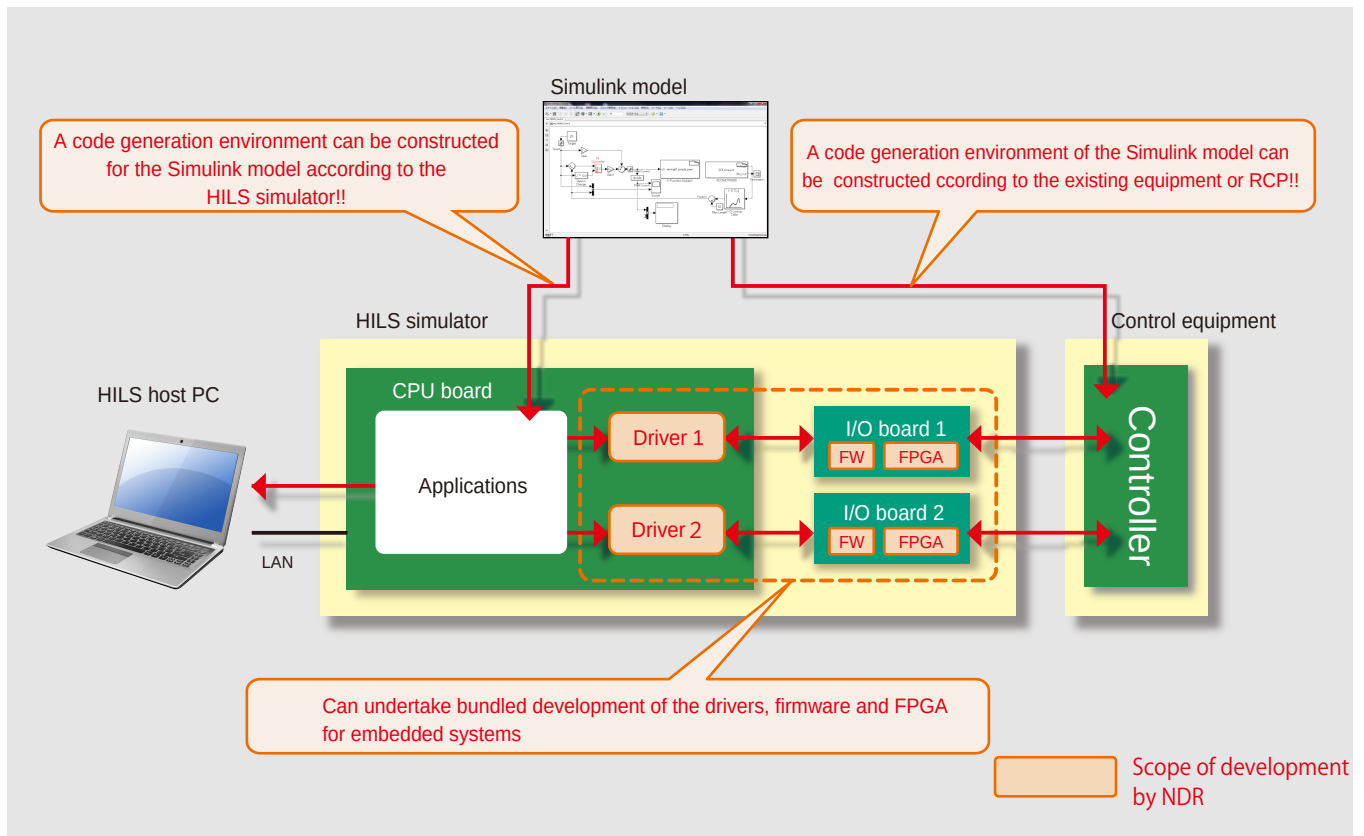 Simulink model
A code generation environment can be constructed
for the Simulink model according to the
HILS simulator!!
A code generation environment of the Simulink model can
be constructed ccording to the existing equipment or RCP!!
HILS simulator
Control equipment
HILS host PC
CPU board
Applications
Driver 1
I/O board 1
FW
FPGA
Driver 2
I/O board 2
FW
FPGA
Controller
LAN
Can undertake bundled development of the drivers, firmware and FPGA
for embedded systems
Scope of development
by NDR